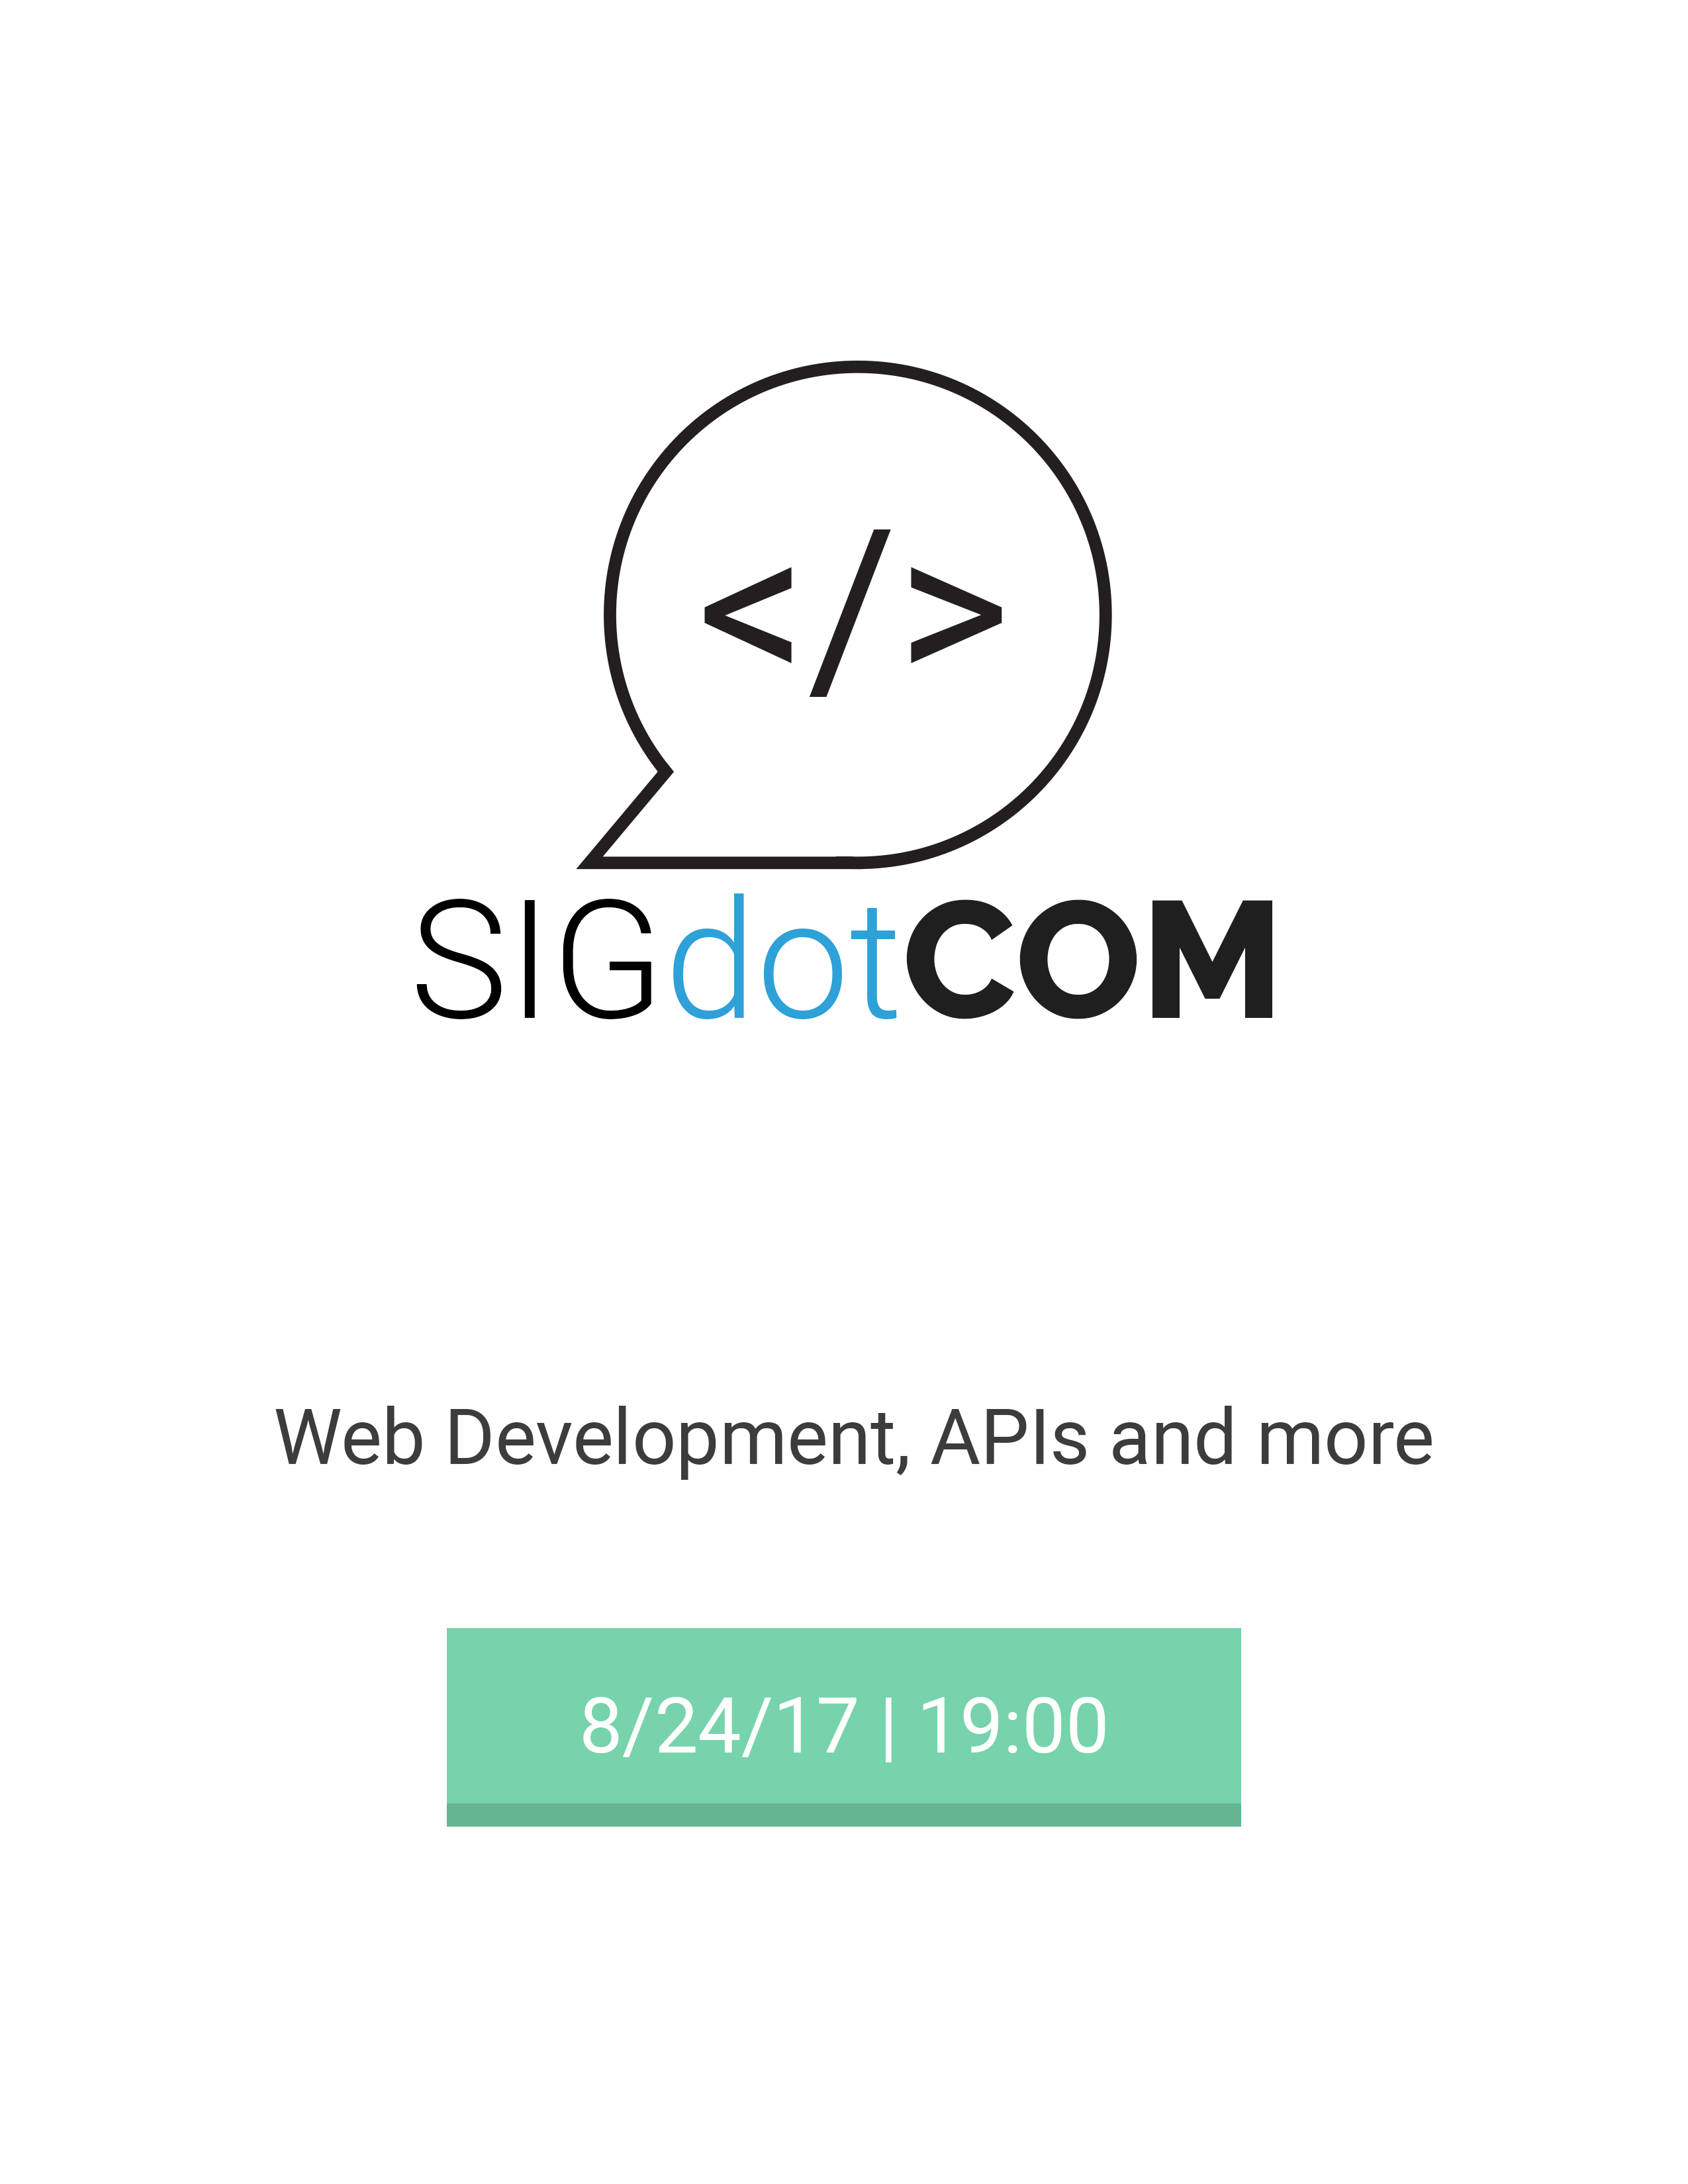 </>
SIGdotCOM
Web Development, APIs and more
8/24/17 | 19:00